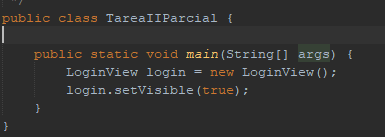 */
public class TareaIIParcial {
public static void main(String[] args) {
LoginView login = new LoginView();
login.setVisible(true);
}
}